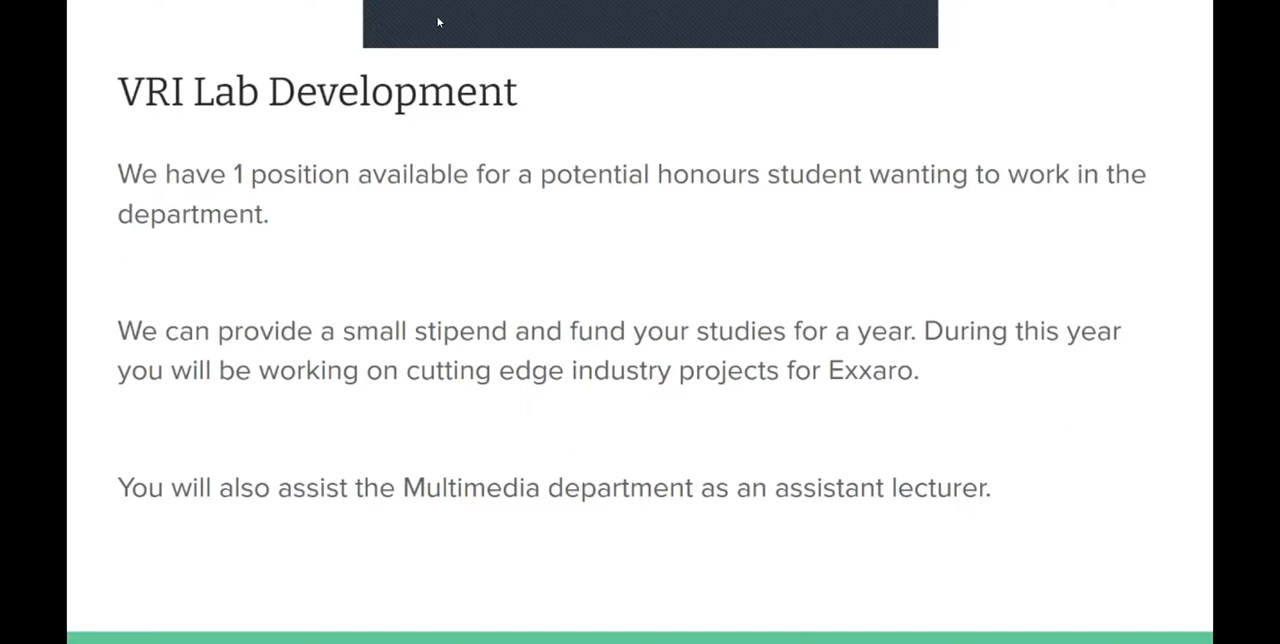 VRI Lab Development
We have 1 position available for a potential honours student wanting to work in the
department.
We can provide a small stipend and fund your studies for a year. During this year
you will be working on cutting edge industry projects for Exxaro.
You will also assist the Multimedia department as an assistant lecturer.